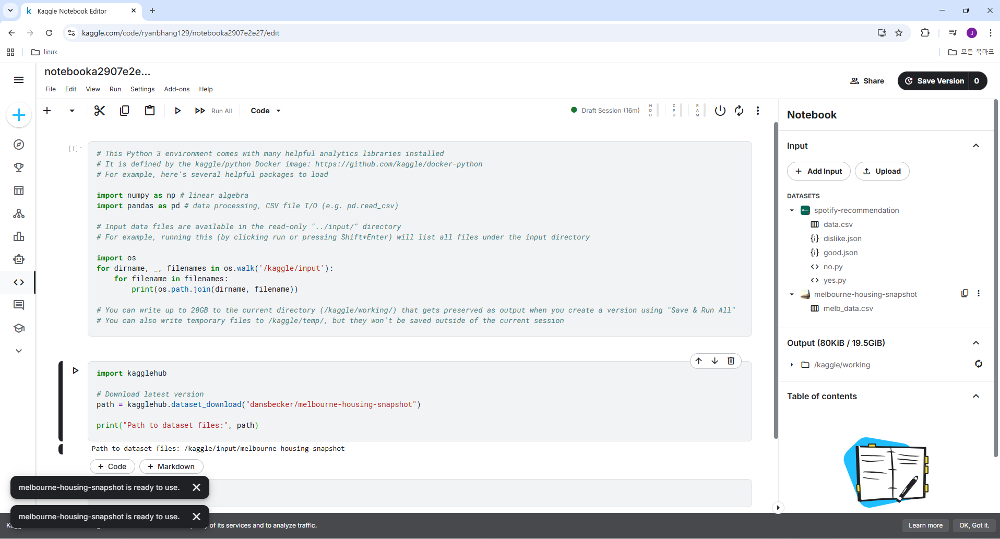 Kaggle Notebook Editor
kaggle.com/code/ryanbhang129/notebooka2907e2e27/edit
J
linux
모든 북마크
notebooka2907e2e...
File Edit View Run Settings Add-ons Help
Share
Save Version 0
Run All
Code
Draft Session (16m)
HDD
CPU
RAM
[1]:
# This Python 3 environment comes with many helpful analytics libraries installed
# It is defined by the kaggle/python Docker image: https://github.com/kaggle/docker-python
# For example, here's several helpful packages to load
import numpy as np # linear algebra
import pandas as pd # data processing, CSV file I/O (e.g. pd.read_csv)
# Input data files are available in the read-only "../input/" directory
# For example, running this (by clicking run or pressing Shift+Enter) will list all files under the input directory
import os
for dirname, _, filenames in os.walk('/kaggle/input'):
    for filename in filenames:
        print(os.path.join(dirname, filename))
# You can write up to 20GB to the current directory (/kaggle/working/) that gets preserved as output when you create a version using "Save & Run All"
# You can also write temporary files to /kaggle/temp/, but they won't be saved outside of the current session
import kagglehub
# Download latest version
path = kagglehub.dataset_download("dansbecker/melbourne-housing-snapshot")
print("Path to dataset files:", path)
Path to dataset files: /kaggle/input/melbourne-housing-snapshot
+ Code
+ Markdown
melbourne-housing-snapshot is ready to use.
melbourne-housing-snapshot is ready to use.
of its services and to analyze traffic.
Learn more
OK, Got it.
Notebook
Input
+ Add Input
Upload
DATASETS
spotify-recommendation
data.csv
dislike.json
good.json
no.py
yes.py
melbourne-housing-snapshot
melb_data.csv
Output (80KiB / 19.5GiB)
/kaggle/working
Table of contents